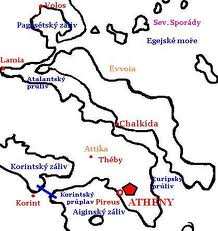 Volos
Pagasétský záliv
Sev. Sporády
Egejské moře
Lamia
Evvoia
Atalantský
průliv
Chalkida
Attika
Théby
Korintský záliv
Euripský
průliv
Korint
Korintský
průplav
Pireus
ATHÉNY
Aiginský záliv